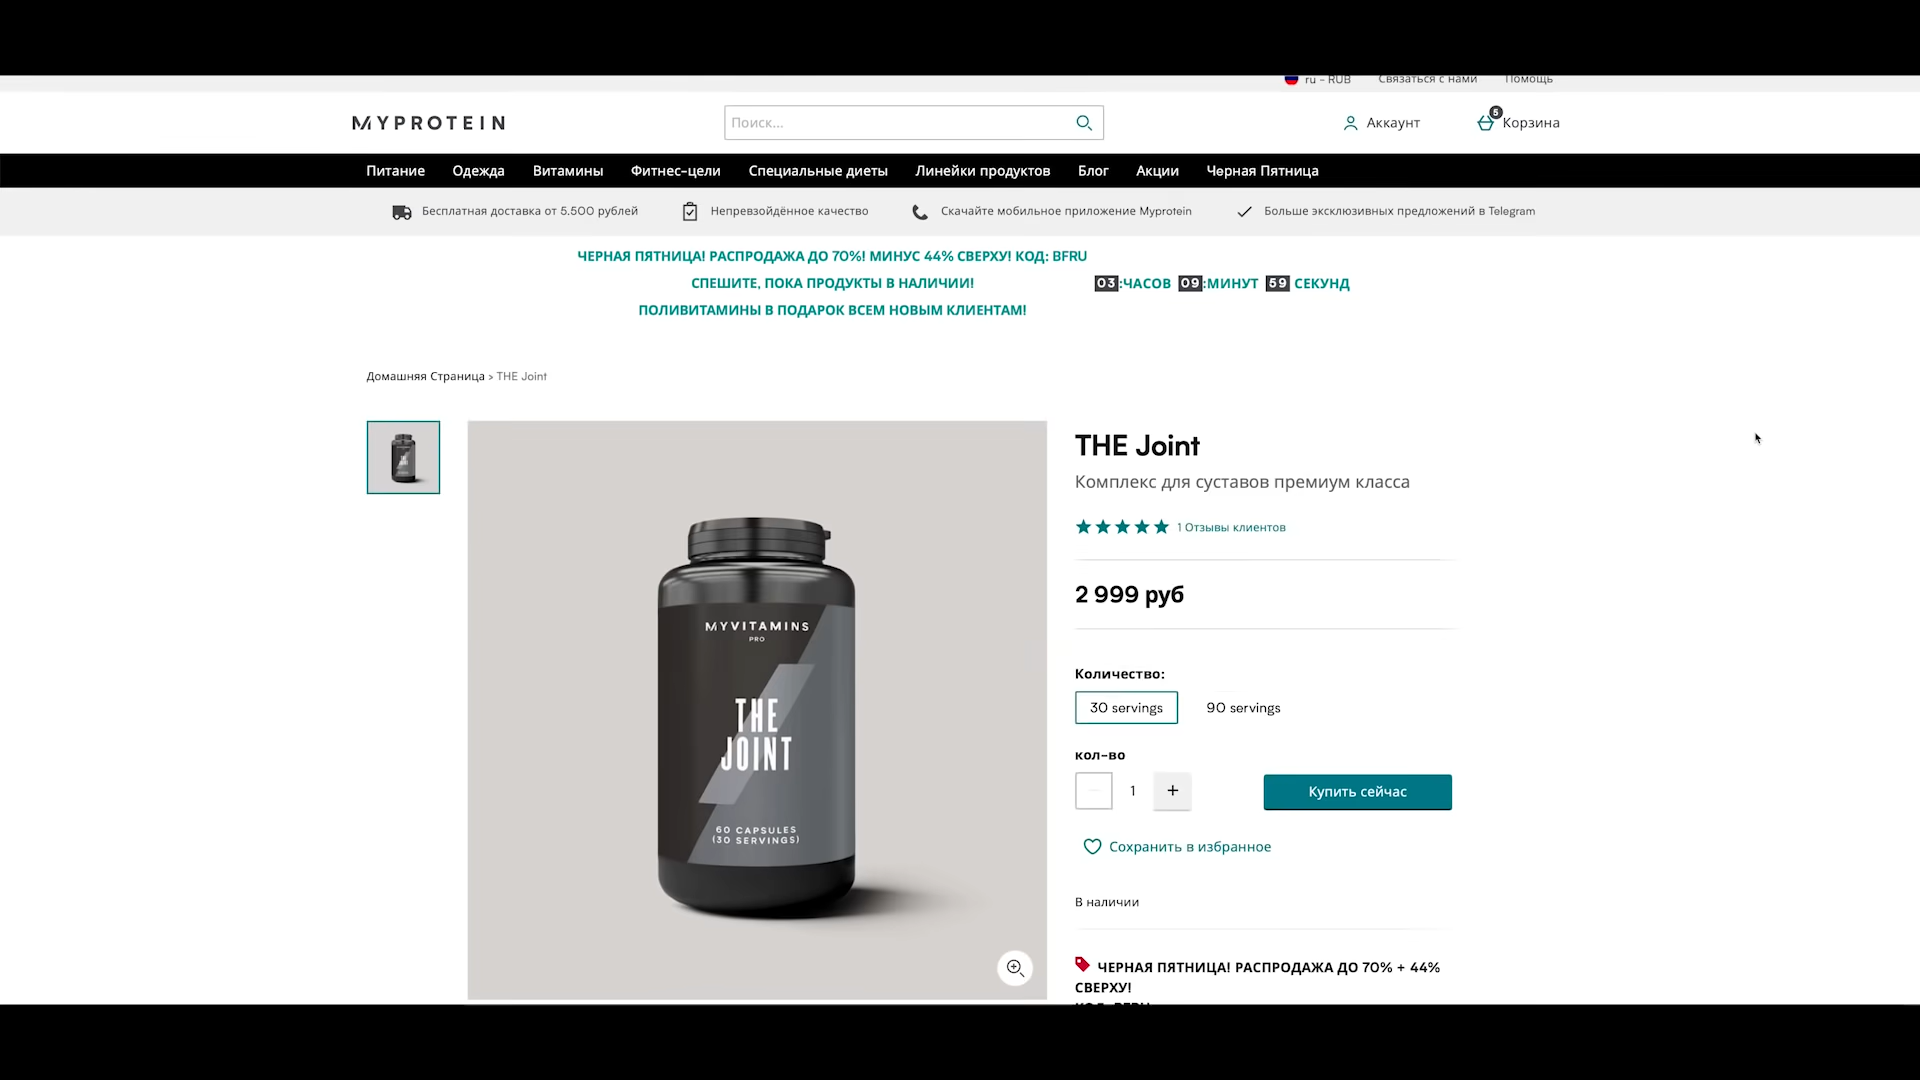 ru - RUB Связаться с нами Помощь
MYPROTEIN
Поиск...
Аккаунт
5
Корзина
Питание Одежда Витамины Фитнес-цели Специальные диеты Линейки продуктов Блог Акции Черная Пятница
Бесплатная доставка от 5.500 рублей Непревзойдённое качество Скачайте мобильное приложение Myprotein Больше эксклюзивных предложений в Telegram
ЧЕРНАЯ ПЯТНИЦА! РАСПРОДАЖА ДО 70%! МИНУС 44% СВЕРХУ! КОД: BFRU
СПЕШИТЕ, ПОКА ПРОДУКТЫ В НАЛИЧИИ!
ПОЛИВИТАМИНЫ В ПОДАРОК ВСЕМ НОВЫМ КЛИЕНТАМ!
03:ЧАСОВ 09:МИНУТ 59 СЕКУНД
Домашняя Страница > THE Joint
MYVITAMINS
PRO
THE
JOINT
60 CAPSULES
(30 SERVINGS)
THE Joint
Комплекс для суставов премиум класса
1 Отзывы клиентов
2 999 руб
Количество:
30 servings 90 servings
кол-во
1 +
Купить сейчас
Сохранить в избранное
В наличии
ЧЕРНАЯ ПЯТНИЦА! РАСПРОДАЖА ДО 70% + 44%
СВЕРХУ!
КОД: BFRU